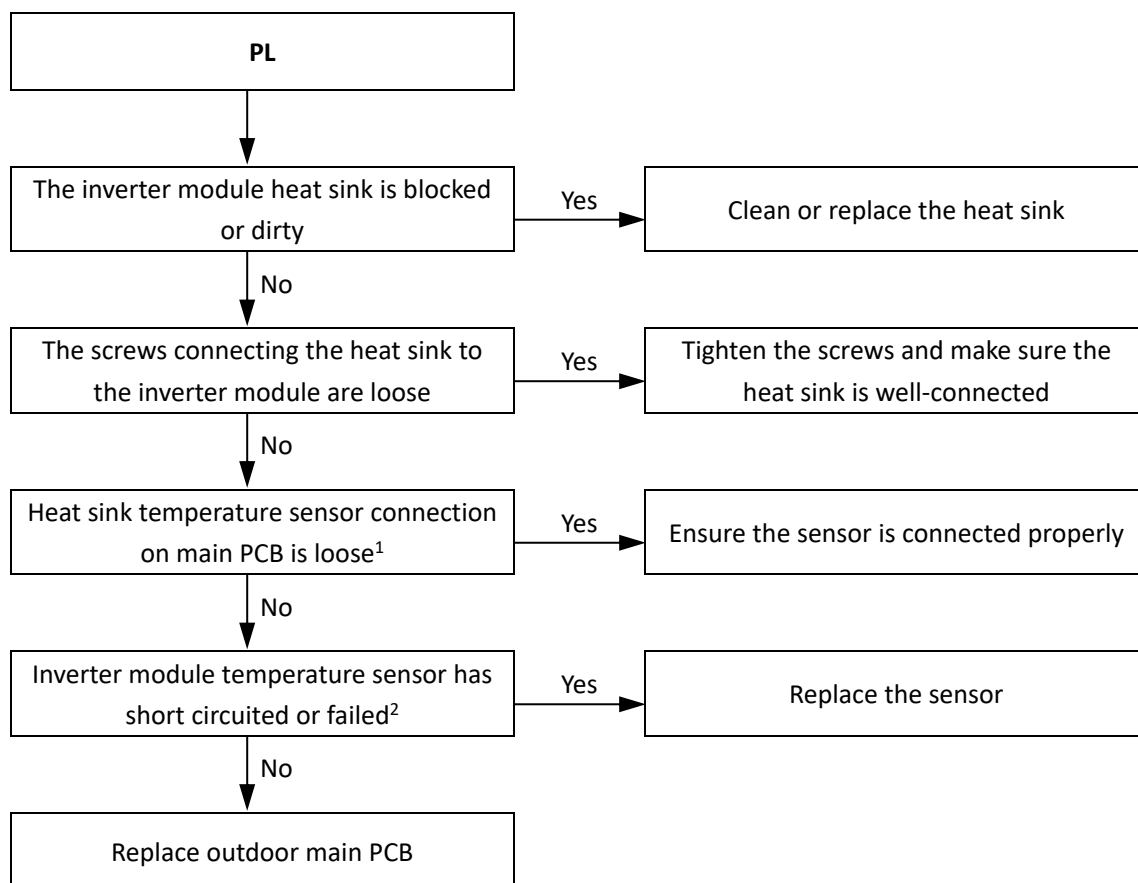 PL
The inverter module heat sink is blocked
or dirty
Yes
Clean or replace the heat sink
No
The screws connecting the heat sink to
the inverter module are loose
Yes
Tighten the screws and make sure the
heat sink is well-connected
No
Heat sink temperature sensor connection
on main PCB is loose1
Yes
Ensure the sensor is connected properly
No
Inverter module temperature sensor has
short circuited or failed2
Yes
Replace the sensor
No
Replace outdoor main PCB